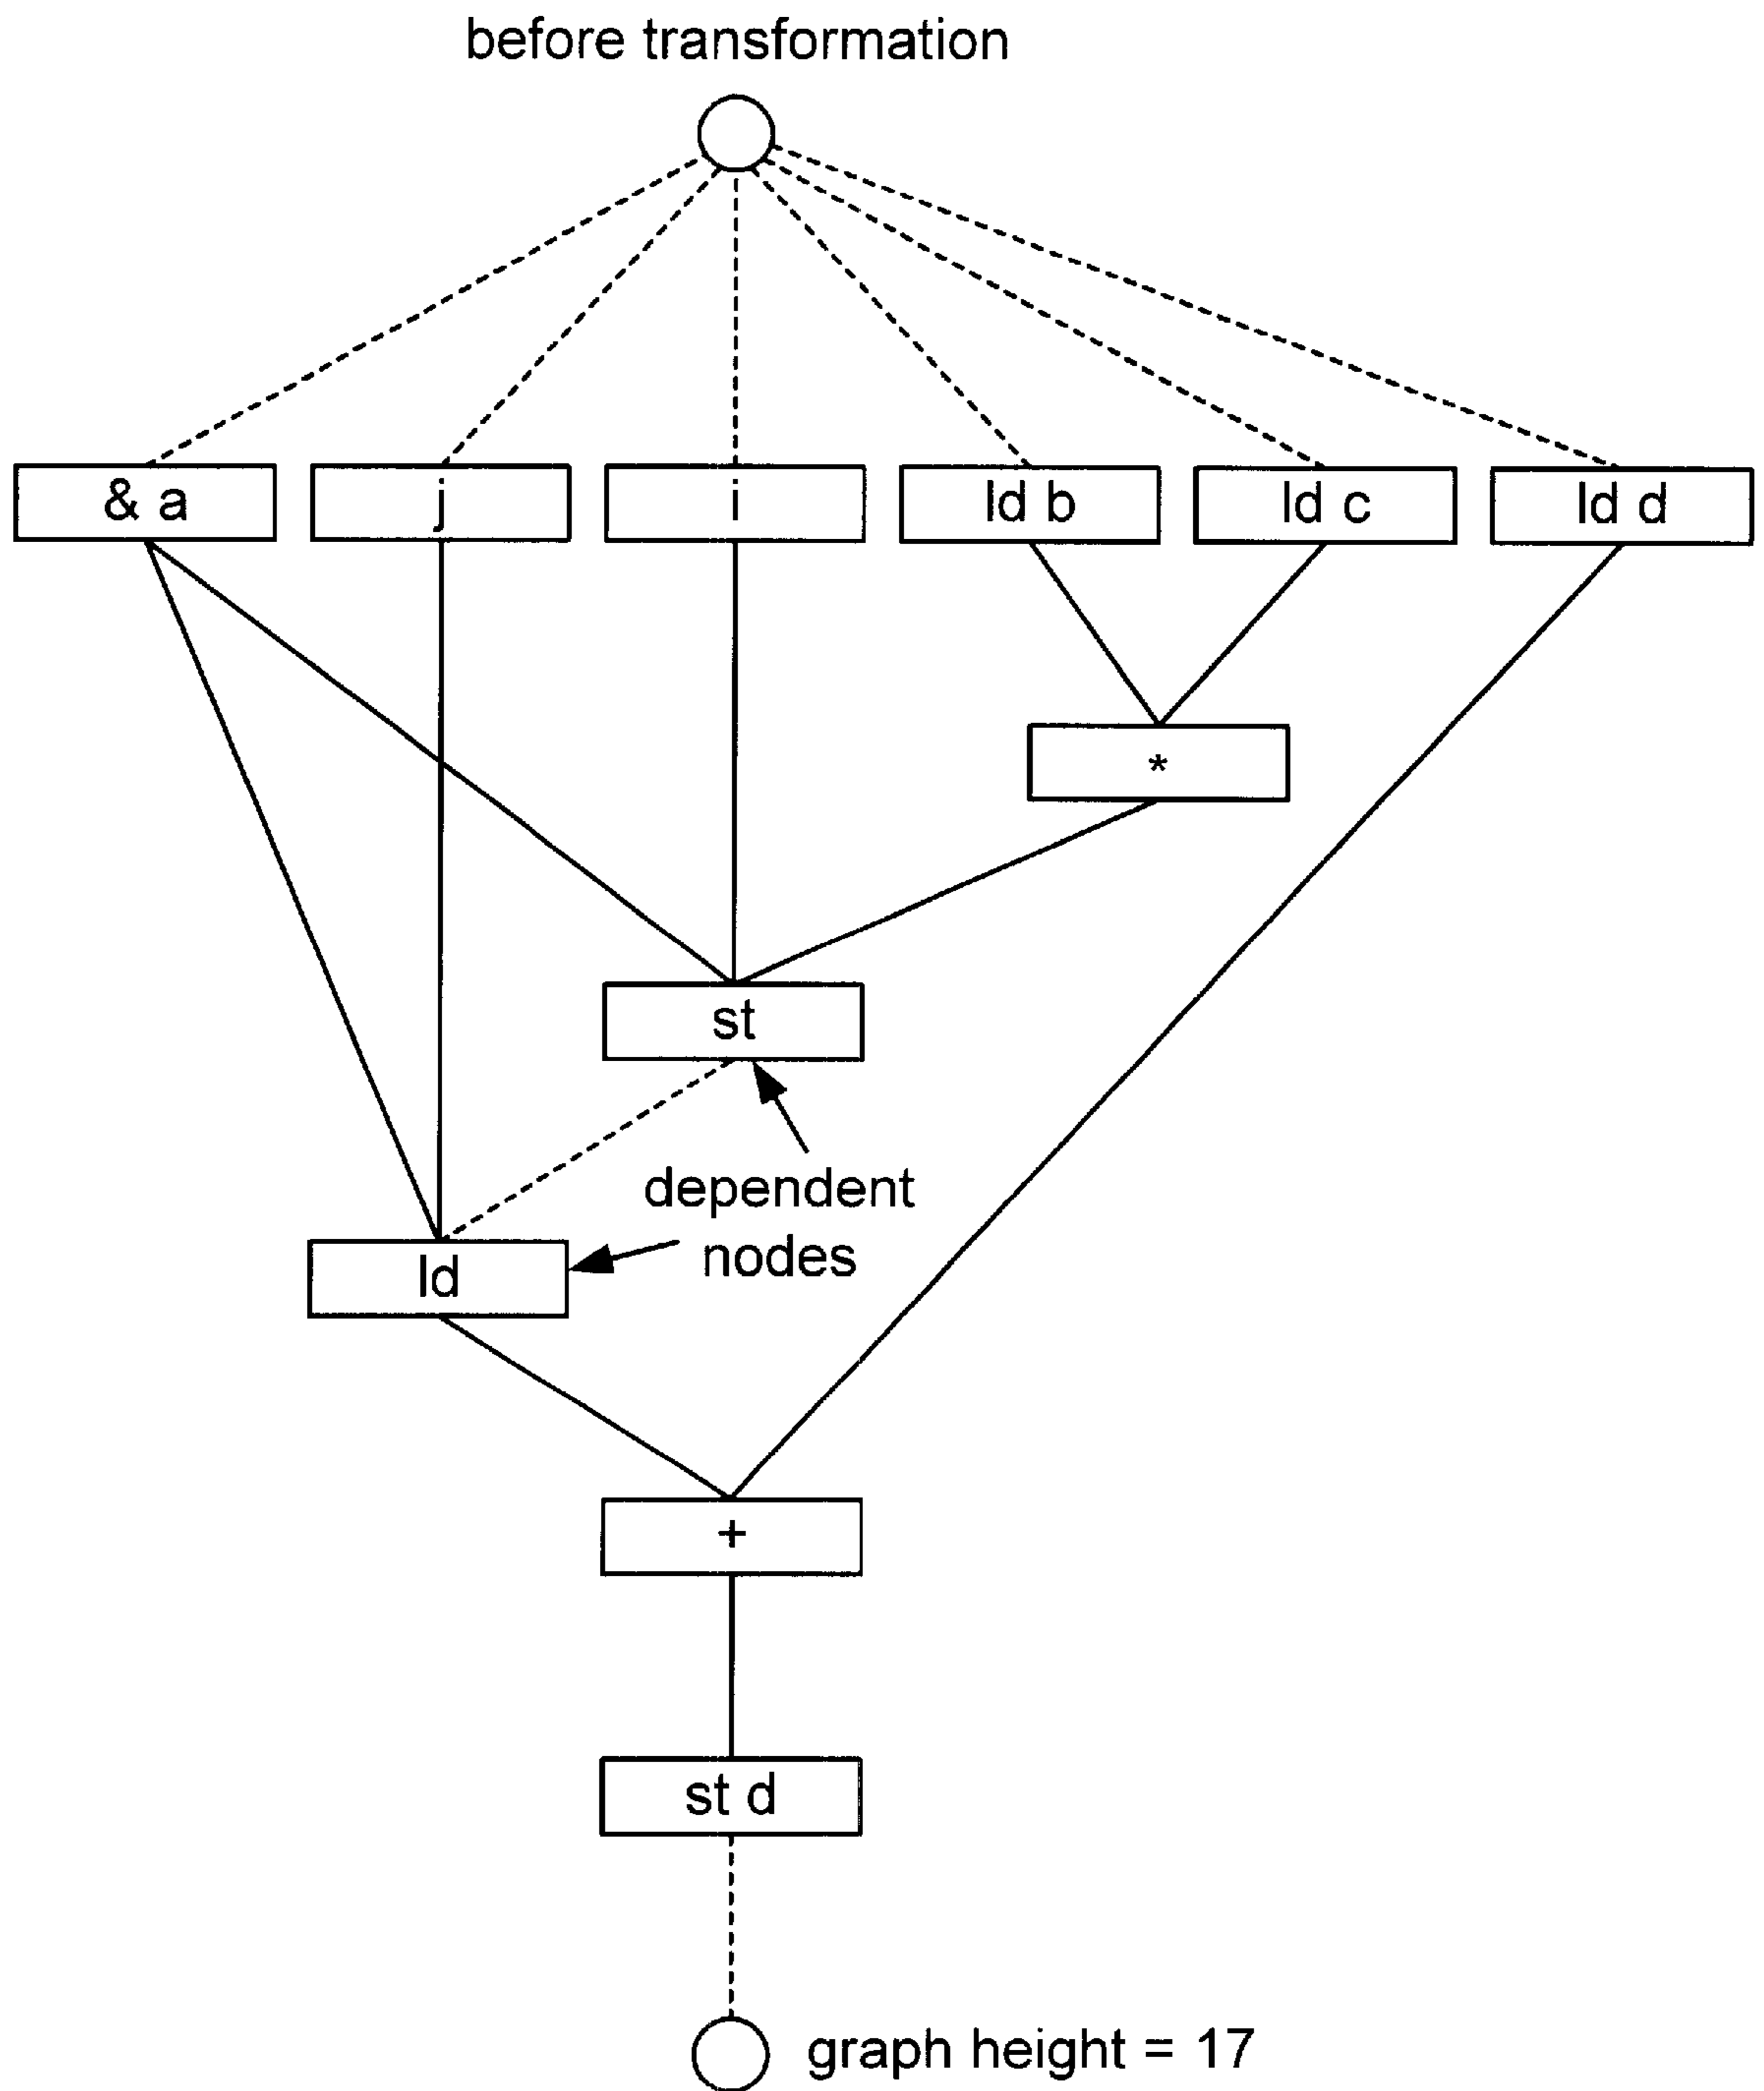 before transformation
& a
j
i
ld b
ld c
ld d
*
st
dependent
nodes
ld
+
st d
graph height = 17